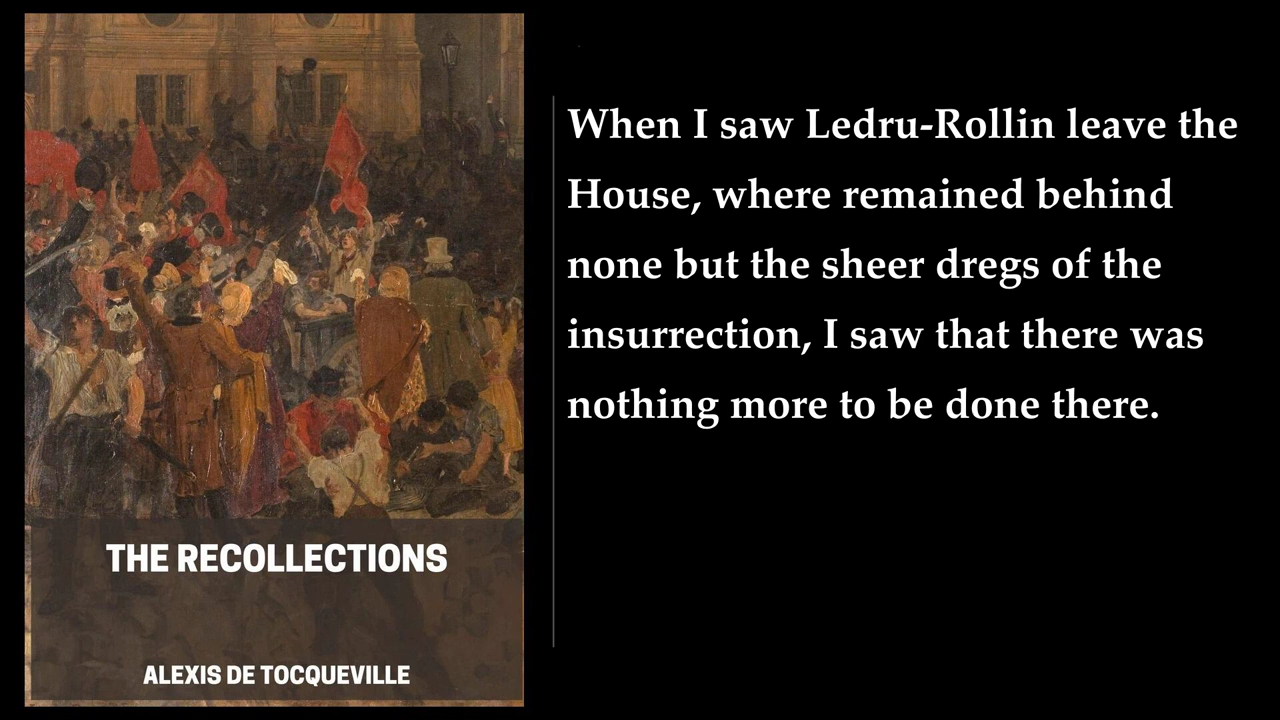 When I saw Ledru-Rollin leave the
House, where remained behind
none but the sheer dregs of the
insurrection, I saw that there was
nothing more to be done there.
THE RECOLLECTIONS
ALEXIS DE TOCQUEVILLE